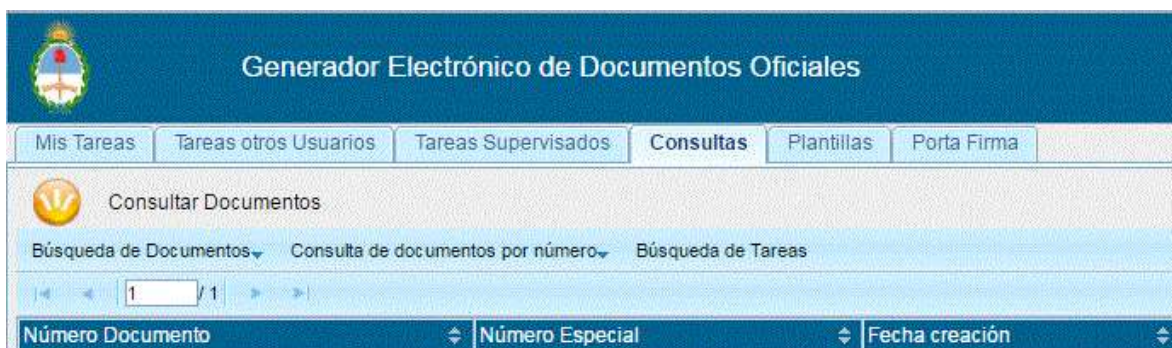 Generador Electrónico de Documentos Oficiales
Mis Tareas Tareas otros Usuarios Tareas Supervisados Consultas Plantillas Porta Firma
Consultar Documentos
Búsqueda de Documentos Consulta de documentos por número Búsqueda de Tareas
1 / 1
Número Documento Número Especial Fecha creación